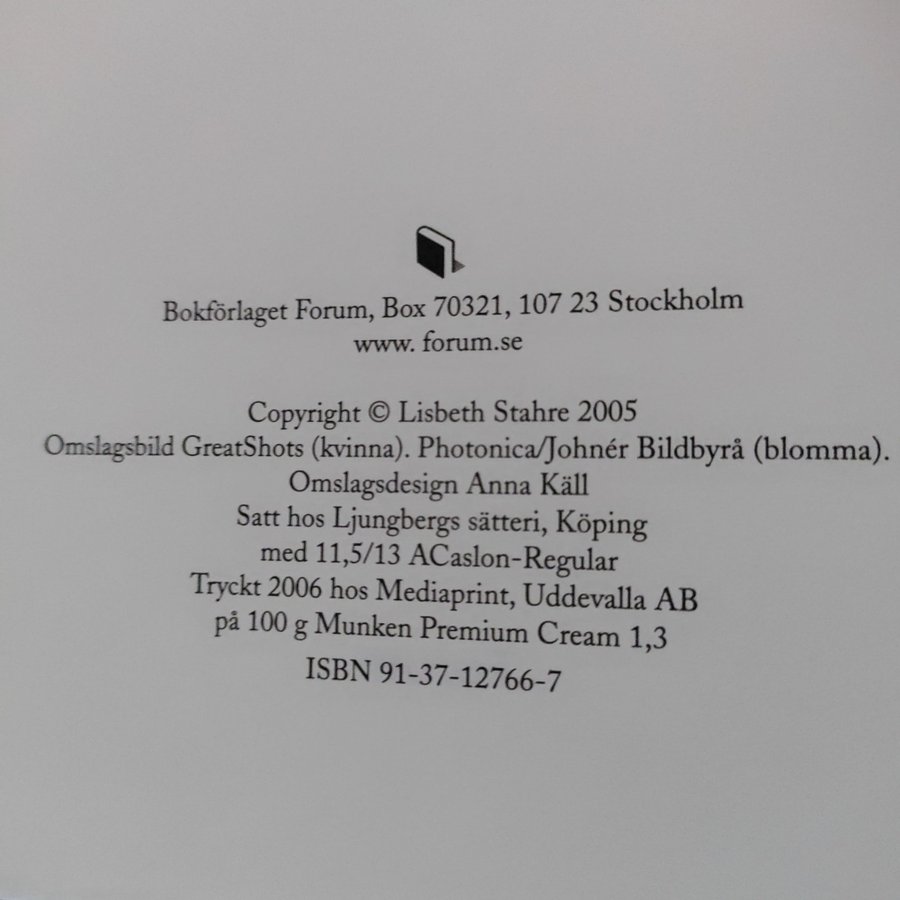 Bokförlaget Forum, Box 70321, 107 23 Stockholm
www. forum.se
Copyright © Lisbeth Stahre 2005
Omslagsbild GreatShots (kvinna). Photonica/Johnér Bildbyrå (blomma).
Omslagsdesign Anna Käll
Satt hos Ljungbergs sätteri, Köping
med 11,5/13 ACaslon-Regular
Tryckt 2006 hos Mediaprint, Uddevalla AB
på 100 g Munken Premium Cream 1,3
ISBN 91-37-12766-7